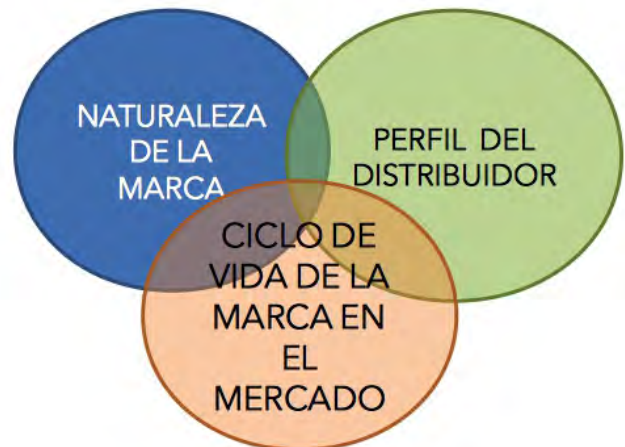 NATURALEZA
DE LA
MARCA
PERFIL DEL
DISTRIBUIDOR
CICLO DE
VIDA DE LA
MARCA EN
EL
MERCADO